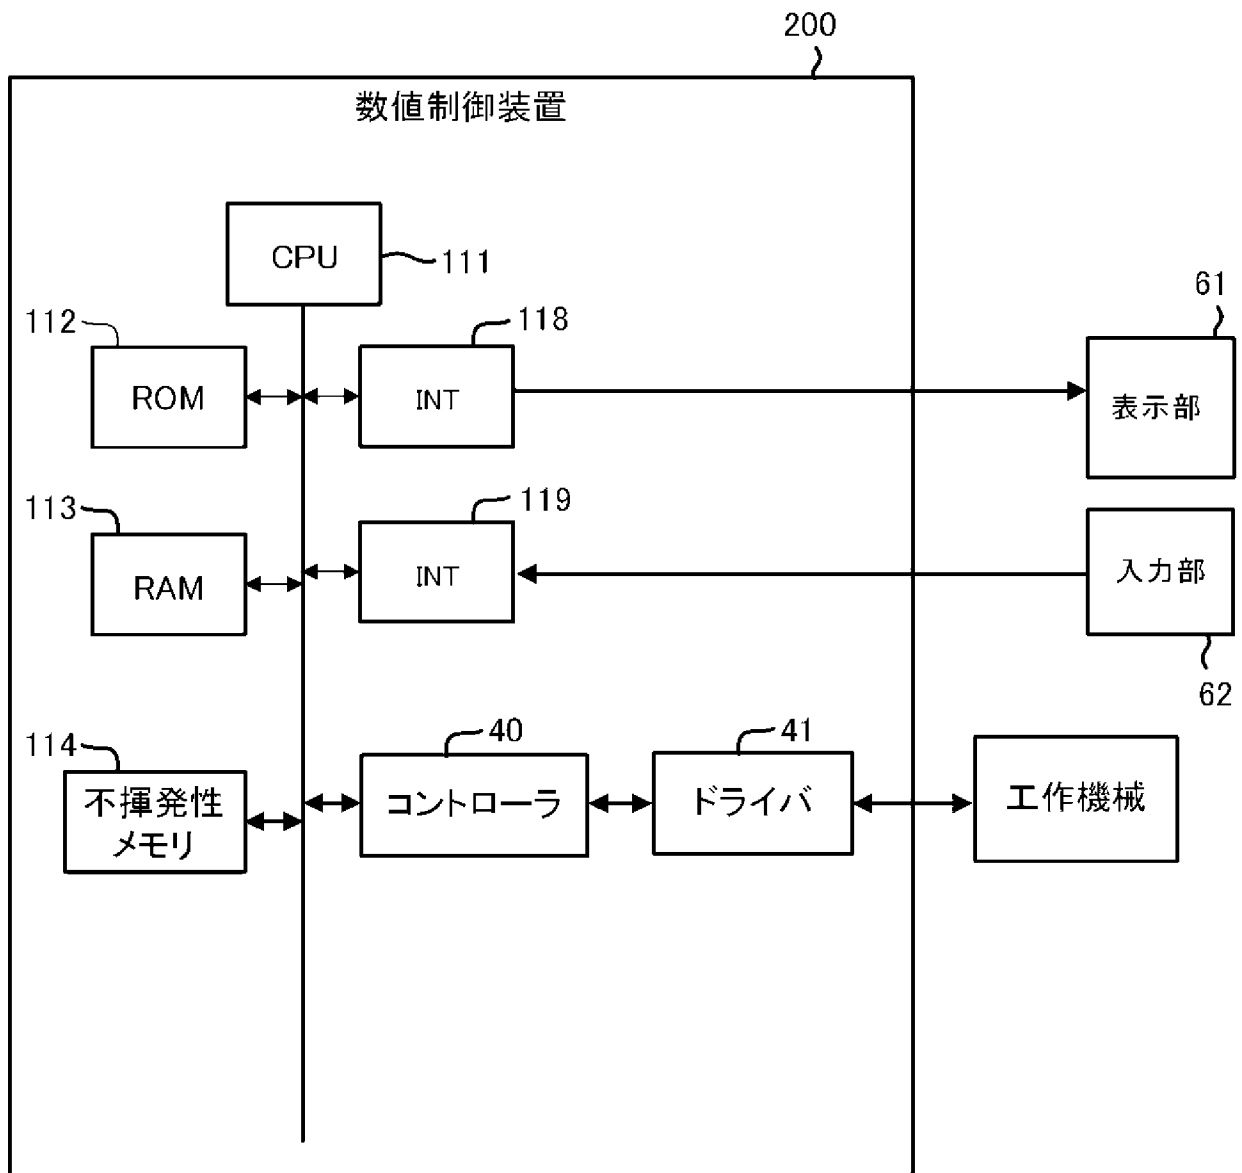 200
数値制御装置
CPU
111
112
ROM
118
INT
61
表示部
113
RAM
119
INT
入力部
62
114
不揮発性
メモリ
40
コントローラ
41
ドライバ
工作機械